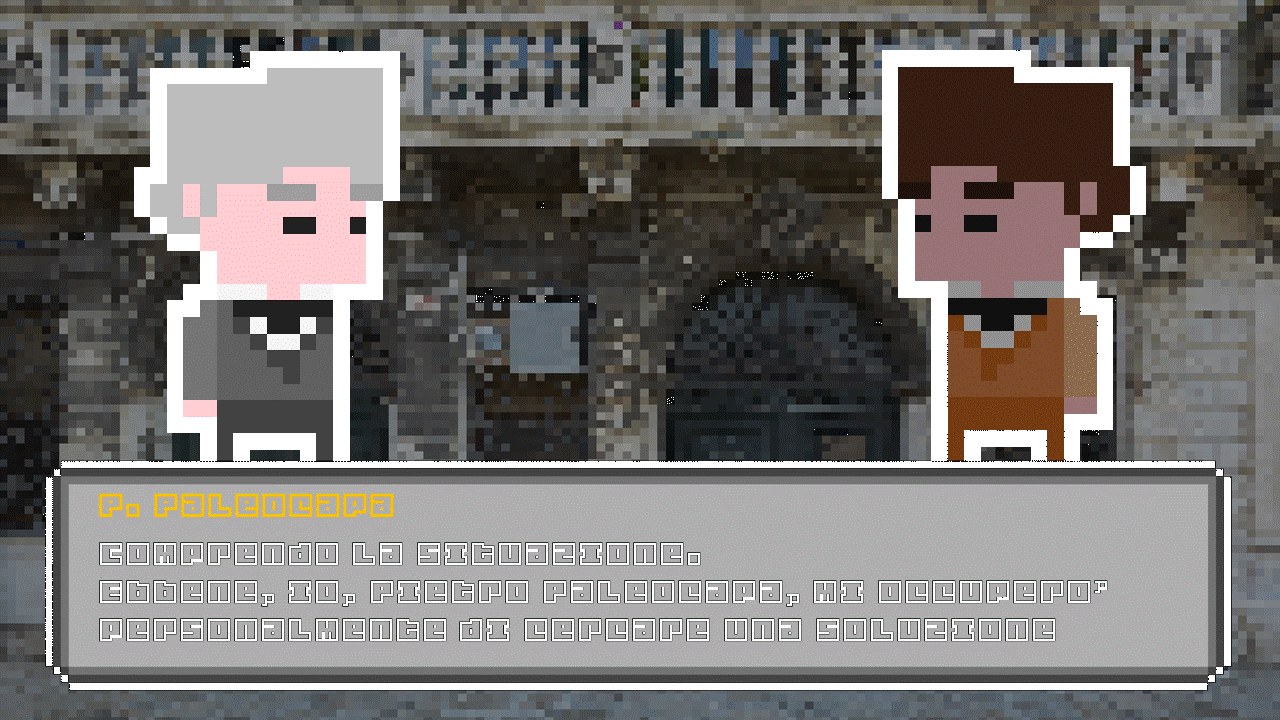 P. Paleocapa
Comprendo la situazione.
Ebbene, io, Pietro Paleocapa, mi occupero'
personalmente di cercare una soluzione